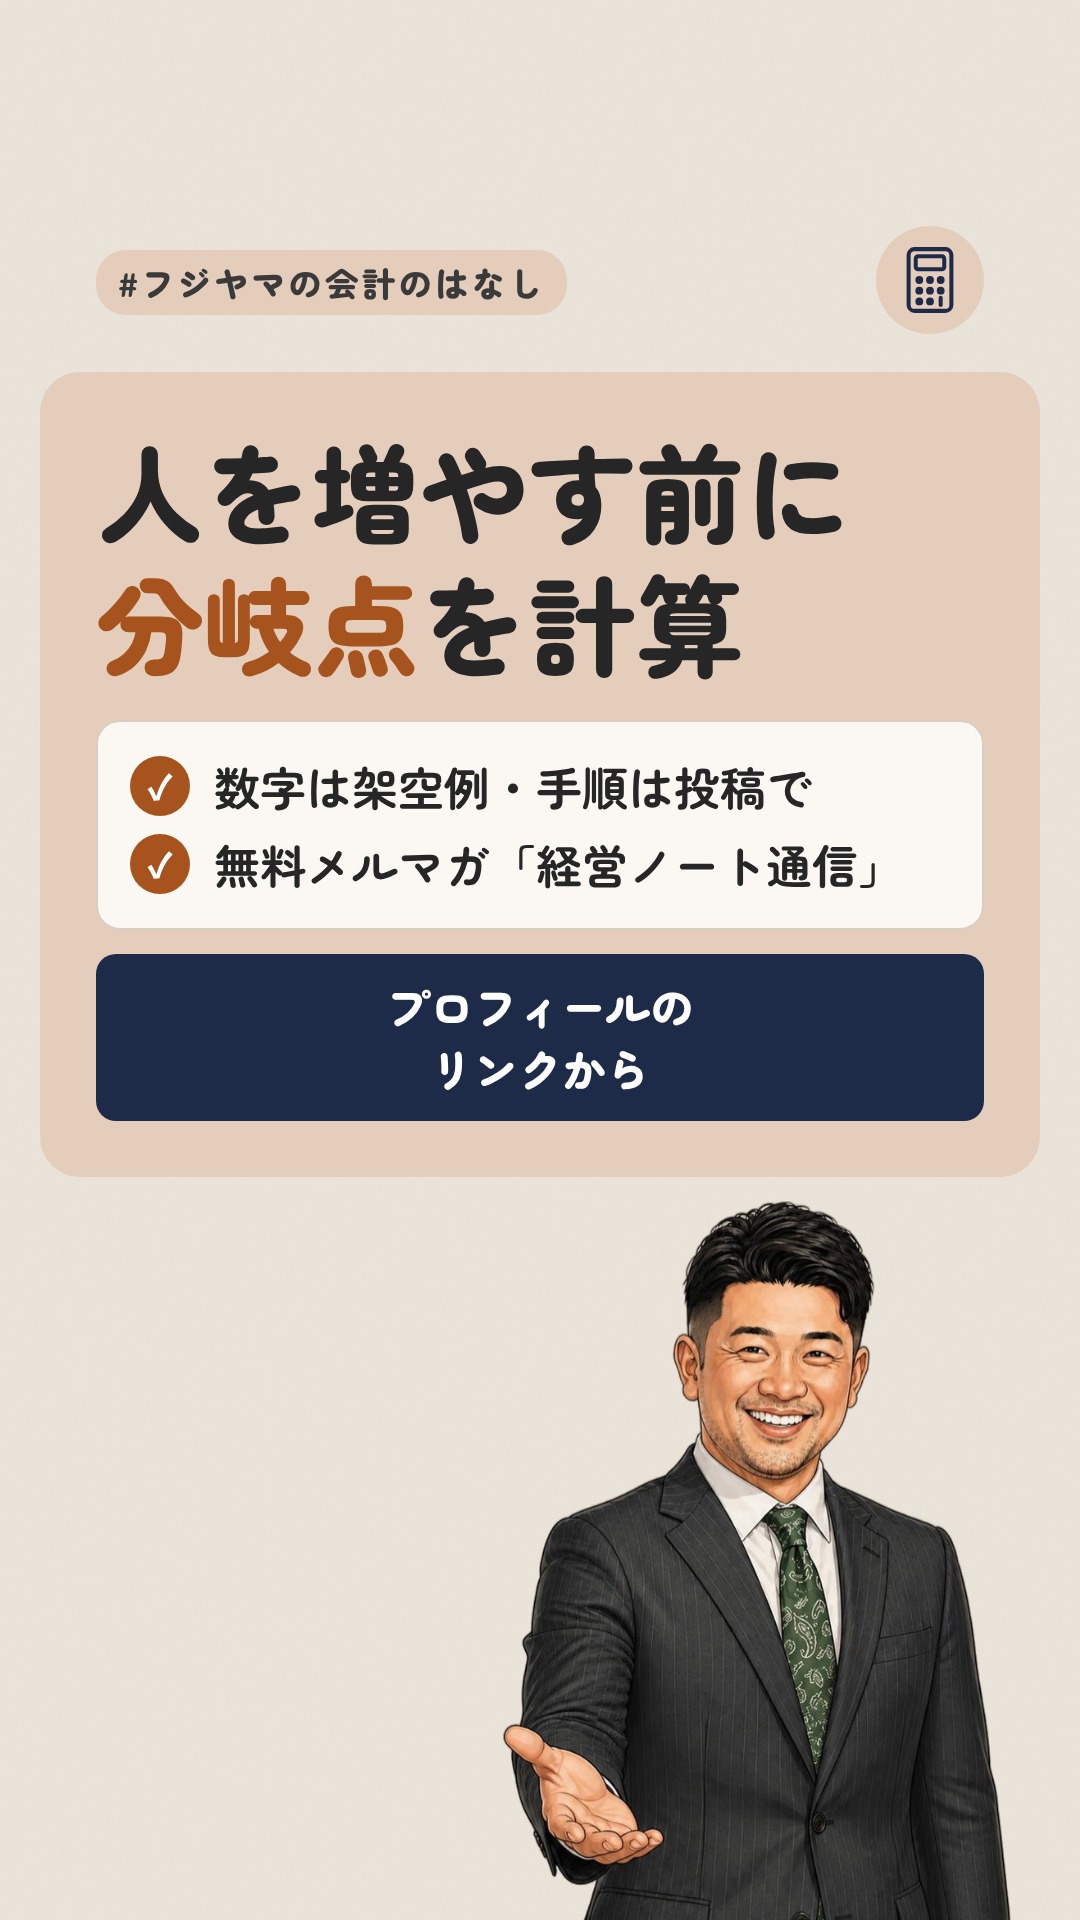 #フジヤマの会計のはなし
人を増やす前に
分岐点を計算
数字は架空例・手順は投稿で
無料メルマガ「経営ノート通信」
プロフィールの
リンクから